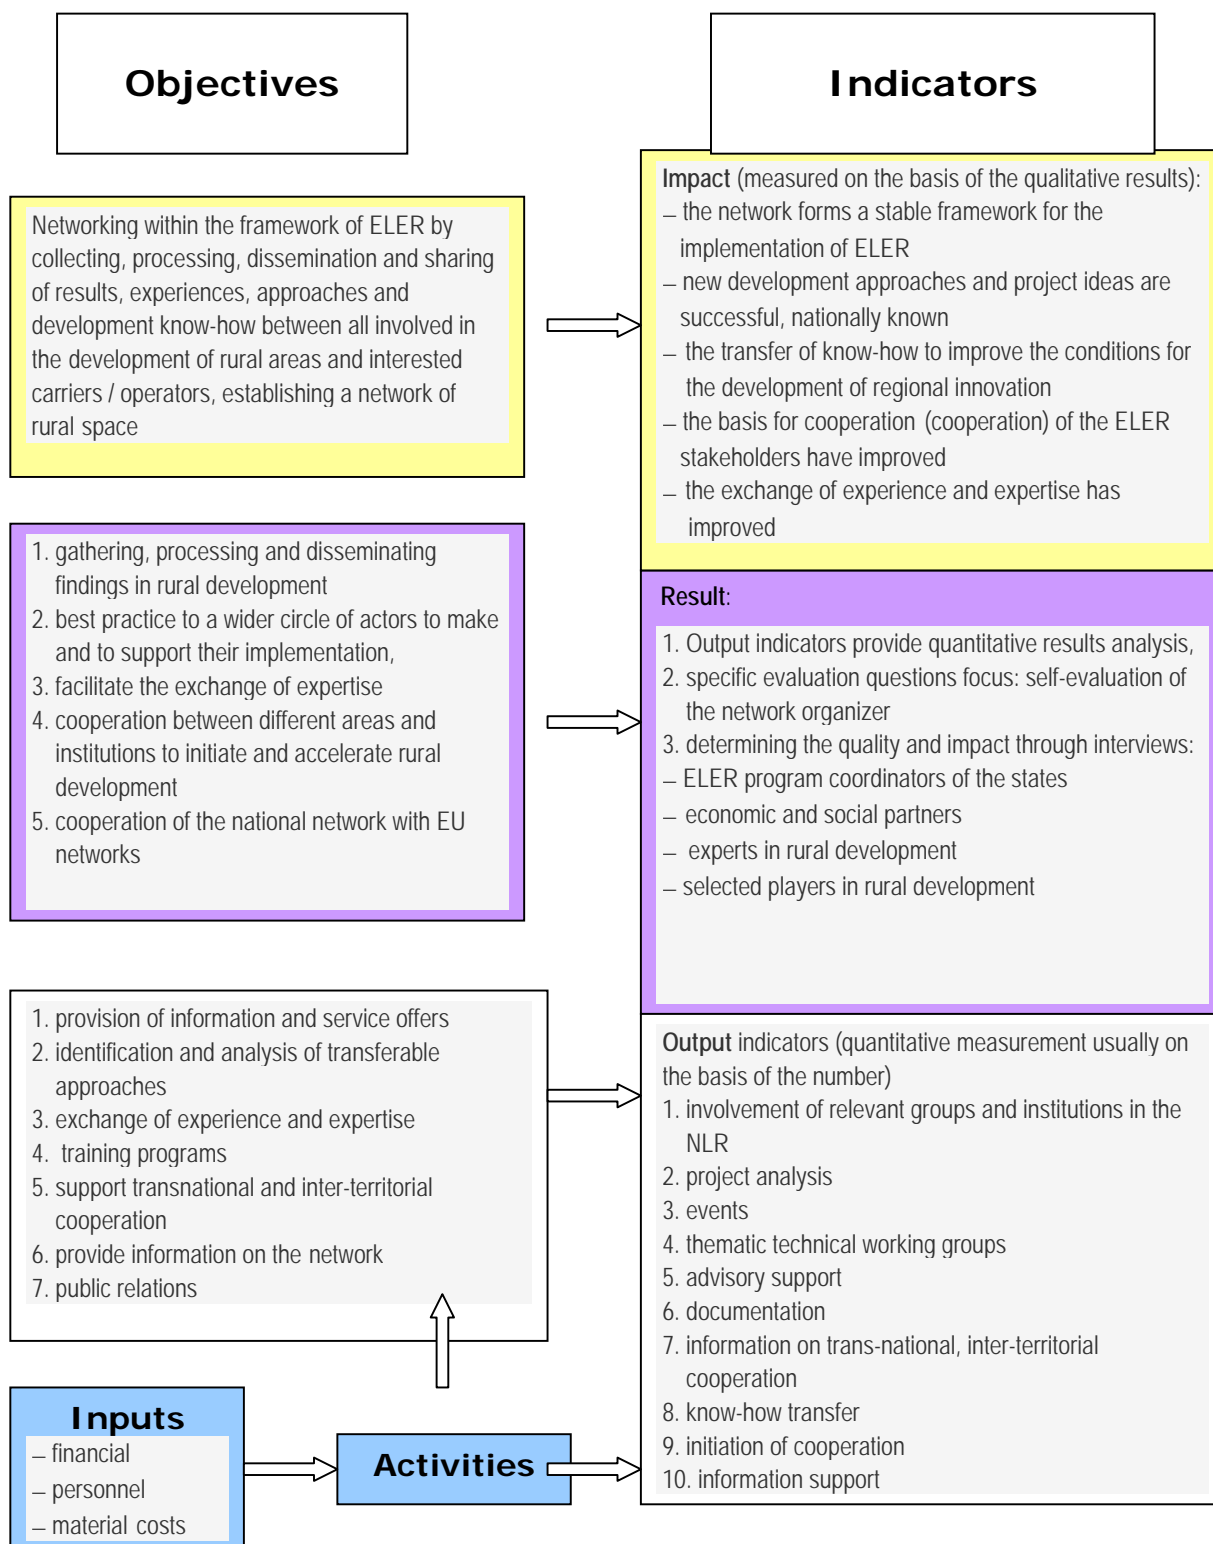 Objectives
Networking within the framework of ELER by
collecting, processing, dissemination and sharing
of results, experiences, approaches and
development know-how between all involved in
the development of rural areas and interested
carriers / operators, establishing a network of
rural space
1. gathering, processing and disseminating
findings in rural development
2. best practice to a wider circle of actors to make
and to support their implementation,
3. facilitate the exchange of expertise
4. cooperation between different areas and
institutions to initiate and accelerate rural
development
5. cooperation of the national network with EU
networks
1. provision of information and service offers
2. identification and analysis of transferable
approaches
3. exchange of experience and expertise
4. training programs
5. support transnational and inter-territorial
cooperation
6. provide information on the network
7. public relations
Inputs
– financial
– personnel
– material costs
Activities
Indicators
Impact (measured on the basis of the qualitative results):
– the network forms a stable framework for the
implementation of ELER
– new development approaches and project ideas are
successful, nationally known
– the transfer of know-how to improve the conditions for
the development of regional innovation
– the basis for cooperation (cooperation) of the ELER
stakeholders have improved
– the exchange of experience and expertise has
improved
Result:
1. Output indicators provide quantitative results analysis,
2. specific evaluation questions focus: self-evaluation of
the network organizer
3. determining the quality and impact through interviews:
– ELER program coordinators of the states
– economic and social partners
– experts in rural development
– selected players in rural development
Output indicators (quantitative measurement usually on
the basis of the number)
1. involvement of relevant groups and institutions in the
NLR
2. project analysis
3. events
4. thematic technical working groups
5. advisory support
6. documentation
7. information on trans-national, inter-territorial
cooperation
8. know-how transfer
9. initiation of cooperation
10. information support